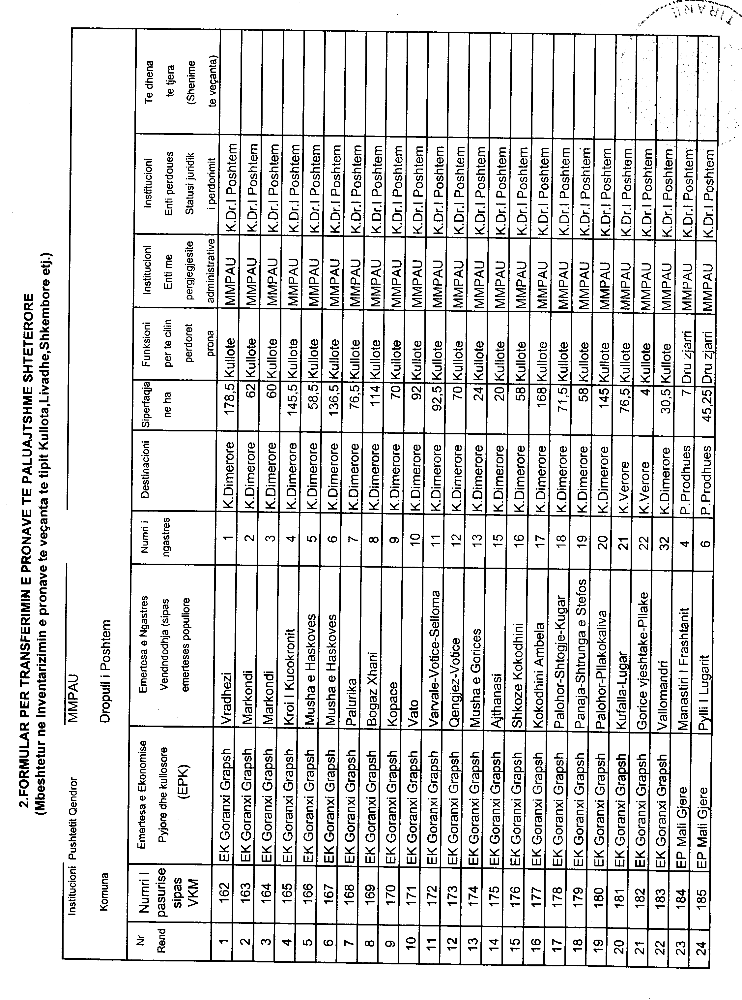 2.FORMULAR PER TRANSFERIMIN E PRONAVE TE PALUAJTSHME SHTETERORE
(Mbeshtetur ne inventarizimin e pronave te veçanta te tipit Kullota,Livadhe,Shkembore etj.)
Institucioni Pushtetit Qendror MMPAU
Komuna Dropull i Poshtem
Nr Numri I Emertesa e Ekonomise Emertesa e Ngastres Numri i Destinacioni Siperfaqja Funksioni Institucioni Institucioni Te dhena
Rend pasurise Pyjore dhe kullosore Vendndodhja (sipas ngastres ne ha per te cilin Enti me Enti perdoues te tjera
sipas (EPK) emerteses popullore perdoret pergjegjesite Statusi juridik (Shenime
VKM prona administrative i perdorimit te veçanta)
1 162 EK Goranxi Grapsh Vradhezi 1 K.Dimerore 178,5 Kullote MMPAU K.Dr.I Poshtem
2 163 EK Goranxi Grapsh Markondi 2 K.Dimerore 62 Kullote MMPAU K.Dr.I Poshtem
3 164 EK Goranxi Grapsh Markondi 3 K.Dimerore 60 Kullote MMPAU K.Dr.I Poshtem
4 165 EK Goranxi Grapsh Kroi I Kucokronit 4 K.Dimerore 145,5 Kullote MMPAU K.Dr.I Poshtem
5 166 EK Goranxi Grapsh Musha e Haskoves 5 K.Dimerore 58,5 Kullote MMPAU K.Dr.I Poshtem
6 167 EK Goranxi Grapsh Musha e Haskoves 6 K.Dimerore 136,5 Kullote MMPAU K.Dr.I Poshtem
7 168 EK Goranxi Grapsh Palurika 7 K.Dimerore 76,5 Kullote MMPAU K.Dr.I Poshtem
8 169 EK Goranxi Grapsh Bogaz Xhani 8 K.Dimerore 114 Kullote MMPAU K.Dr.I Poshtem
9 170 EK Goranxi Grapsh Kopace 9 K.Dimerore 70 Kullote MMPAU K.Dr.I Poshtem
10 171 EK Goranxi Grapsh Vato 10 K.Dimerore 92 Kullote MMPAU K.Dr.I Poshtem
11 172 EK Goranxi Grapsh Varvale-Votice-Selloma 11 K.Dimerore 92,5 Kullote MMPAU K.Dr.I Poshtem
12 173 EK Goranxi Grapsh Qengjez-Votice 12 K.Dimerore 70 Kullote MMPAU K.Dr.I Poshtem
13 174 EK Goranxi Grapsh Musha e Gorices 13 K.Dimerore 24 Kullote MMPAU K.Dr.I Poshtem
14 175 EK Goranxi Grapsh Ajthanasi 15 K.Dimerore 20 Kullote MMPAU K.Dr.I Poshtem
15 176 EK Goranxi Grapsh Shkoze Kokodhini 16 K.Dimerore 58 Kullote MMPAU K.Dr.I Poshtem
16 177 EK Goranxi Grapsh Kokodhini Ambela 17 K.Dimerore 168 Kullote MMPAU K.Dr.I Poshtem
17 178 EK Goranxi Grapsh Palohor-Shtogje-Kugar 18 K.Dimerore 71,5 Kullote MMPAU K.Dr.I Poshtem
18 179 EK Goranxi Grapsh Panaja-Shtrunga e Stefos 19 K.Dimerore 58 Kullote MMPAU K.Dr.I Poshtem
19 180 EK Goranxi Grapsh Palohor-Pllakokaliva 20 K.Dimerore 145 Kullote MMPAU K.Dr.I Poshtem
20 181 EK Goranxi Grapsh Kufalla-Lugar 21 K.Verore 76,5 Kullote MMPAU K.Dr.I Poshtem
21 182 EK Goranxi Grapsh Gorice vjeshtake-Pllake 22 K.Verore 4 Kullote MMPAU K.Dr.I Poshtem
22 183 EK Goranxi Grapsh Vallomandri 32 K.Dimerore 30,5 Kullote MMPAU K.Dr.I Poshtem
23 184 EP Mali Gjere Manastiri I Frashtanit 4 P.Prodhues 7 Dru zjarri MMPAU K.Dr.I Poshtem
24 185 EP Mali Gjere Pylli I Lugarit 6 P.Prodhues 45,25 Dru zjarri MMPAU K.Dr.I Poshtem
TIRANE